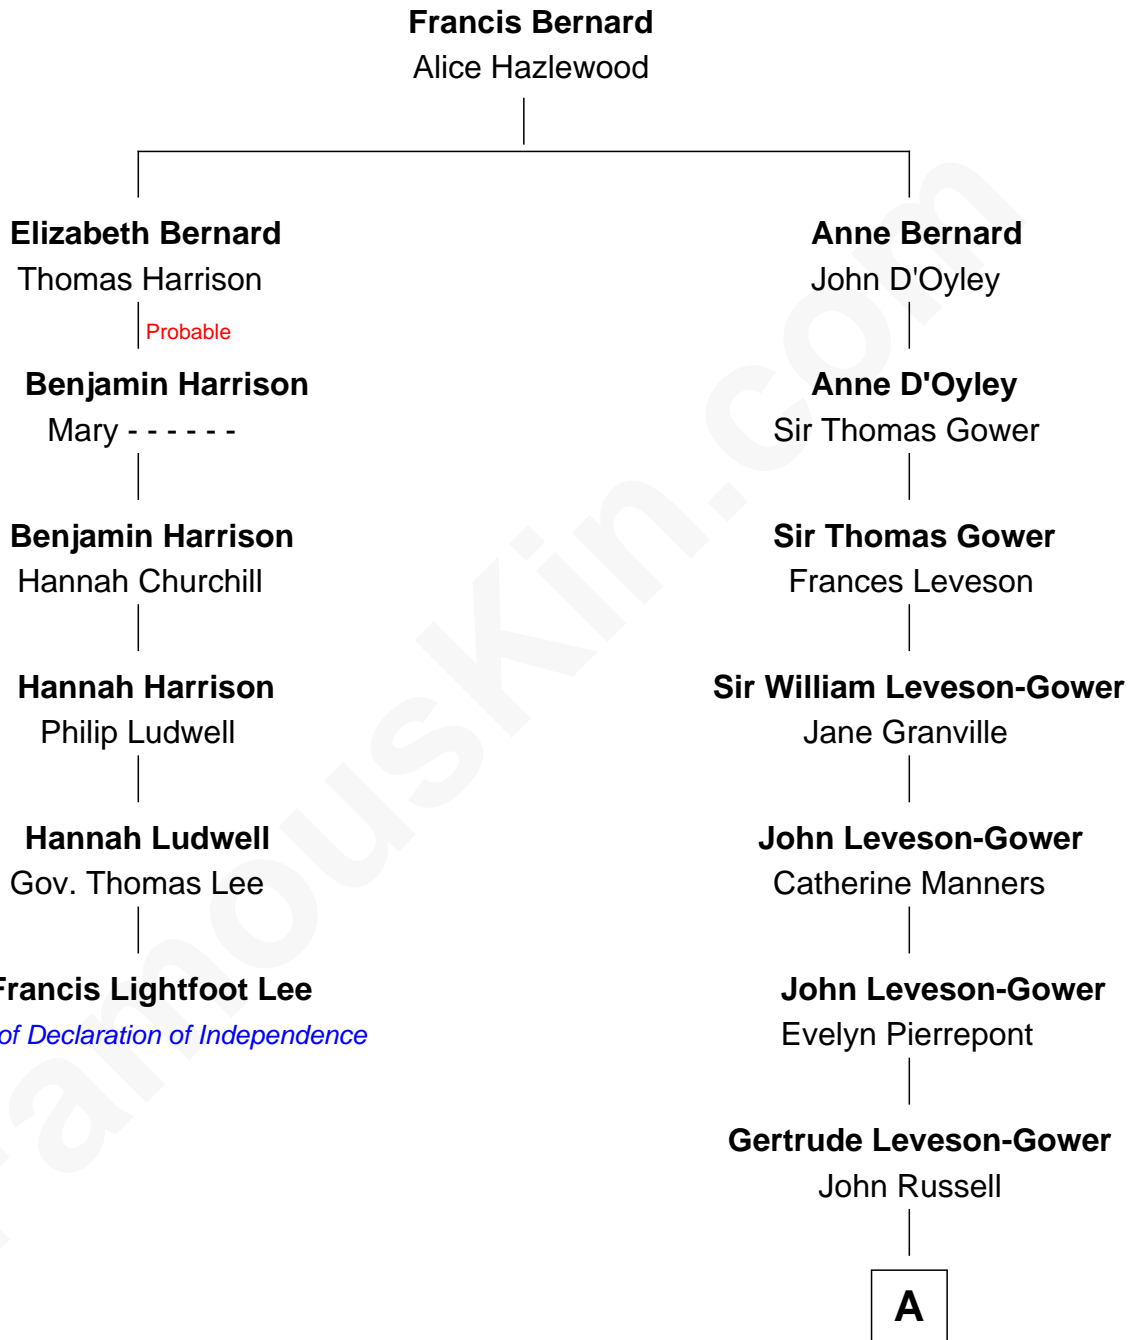 Francis Bernard
Alice Hazlewood
Elizabeth Bernard
Thomas Harrison
Probable
Benjamin Harrison
Mary - - - - - -
Benjamin Harrison
Hannah Churchill
Hannah Harrison
Philip Ludwell
Hannah Ludwell
Gov. Thomas Lee
Francis Lightfoot Lee
of Declaration of Independence
Anne Bernard
John D'Oyley
Anne D'Oyley
Sir Thomas Gower
Sir Thomas Gower
Frances Leveson
Sir William Leveson-Gower
Jane Granville
John Leveson-Gower
Catherine Manners
John Leveson-Gower
Evelyn Pierrepont
Gertrude Leveson-Gower
John Russell
A
FamousKin.com